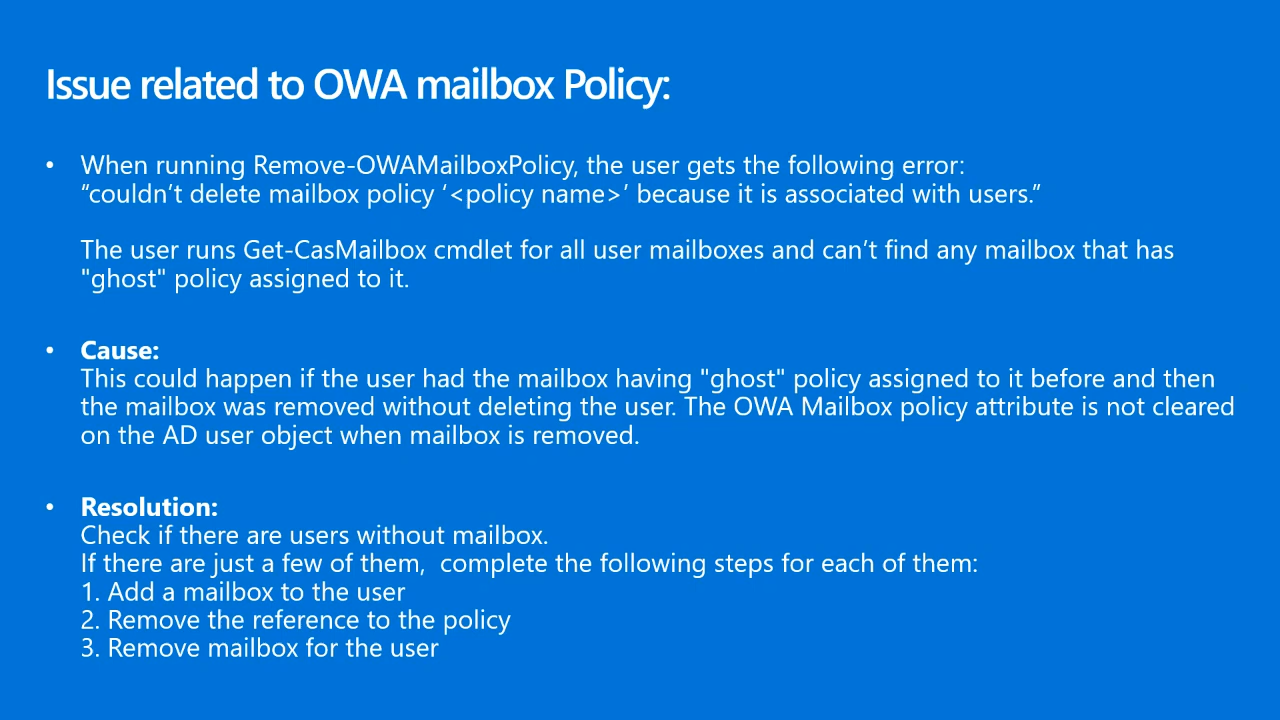 Issue related to OWA mailbox Policy:
• When running Remove-OWAMailboxPolicy, the user gets the following error:
“couldn’t delete mailbox policy ‘<policy name>’ because it is associated with users.”
The user runs Get-CasMailbox cmdlet for all user mailboxes and can’t find any mailbox that has
"ghost" policy assigned to it.
• Cause:
This could happen if the user had the mailbox having "ghost" policy assigned to it before and then
the mailbox was removed without deleting the user. The OWA Mailbox policy attribute is not cleared
on the AD user object when mailbox is removed.
• Resolution:
Check if there are users without mailbox.
If there are just a few of them,  complete the following steps for each of them:
1. Add a mailbox to the user
2. Remove the reference to the policy
3. Remove mailbox for the user